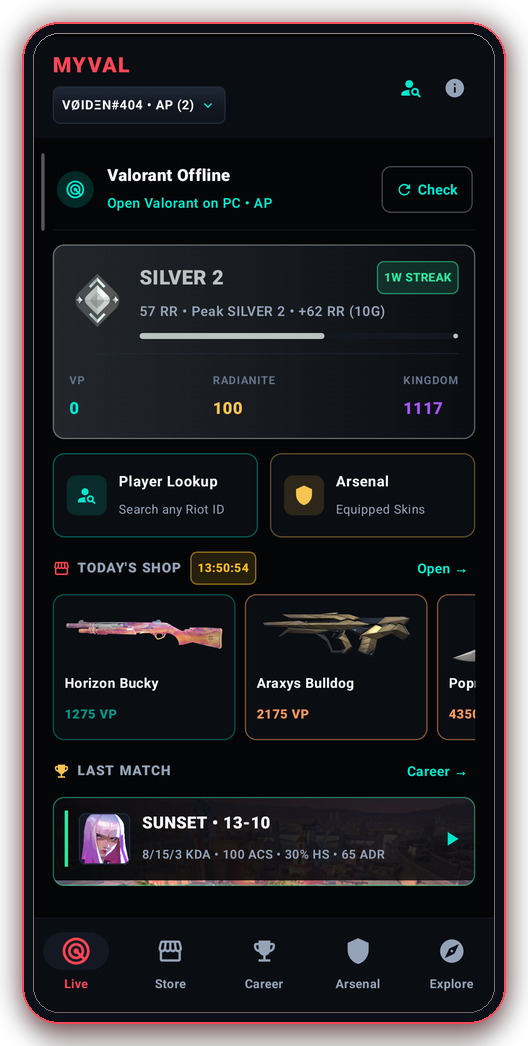 MYVAL
VØIDΞN#404 • AP (2)
Valorant Offline
Open Valorant on PC • AP
Check
SILVER 2
1W STREAK
57 RR • Peak SILVER 2 • +62 RR (10G)
VP
RADIANITE
KINGDOM
0
100
1117
Player Lookup
Search any Riot ID
Arsenal
Equipped Skins
TODAY'S SHOP
13:50:54
Open →
Horizon Bucky
1275 VP
Araxys Bulldog
2175 VP
LAST MATCH
Career →
SUNSET • 13-10
8/15/3 KDA • 100 ACS • 30% HS • 65 ADR
Live
Store
Career
Arsenal
Explore